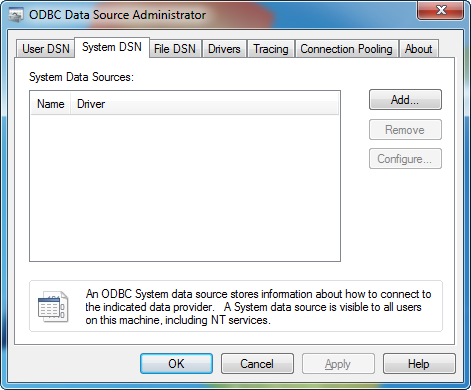 ODBC Data Source Administrator
User DSN System DSN File DSN Drivers Tracing Connection Pooling About
System Data Sources:
Name Driver
Add...
Remove
Configure...
An ODBC System data source stores information about how to connect to
the indicated data provider. A System data source is visible to all users
on this machine, including NT services.
OK Cancel Apply Help